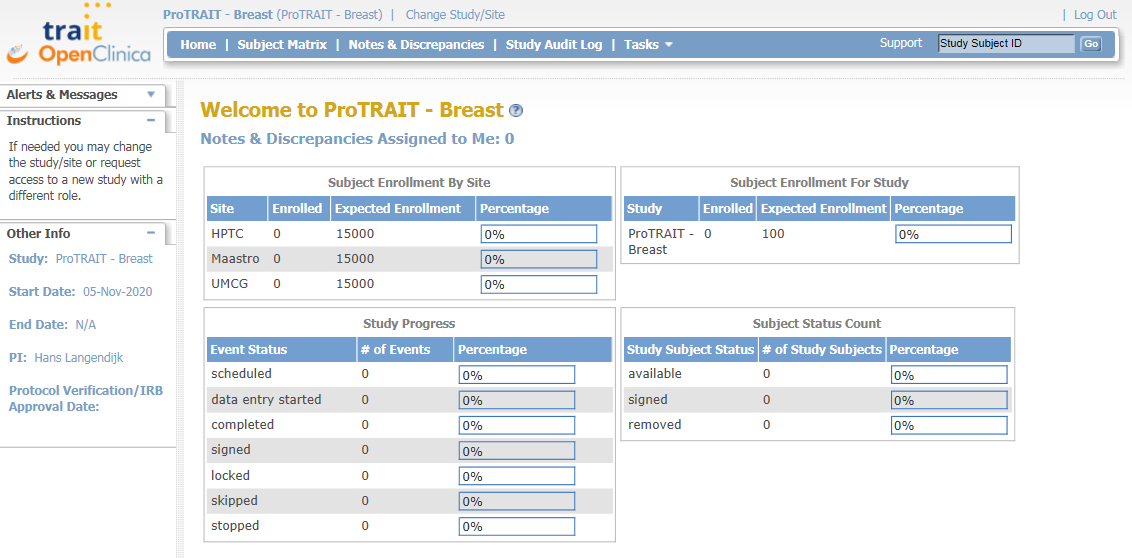 trait
OpenClinica
ProTRAIT - Breast (ProTRAIT - Breast) | Change Study/Site | Log Out
Home | Subject Matrix | Notes & Discrepancies | Study Audit Log | Tasks Support Study Subject ID Go
Alerts & Messages
Instructions
If needed you may change
the study/site or request
access to a new study with a
different role.
Other Info
Study: ProTRAIT - Breast
Start Date: 05-Nov-2020
End Date: N/A
PI: Hans Langendijk
Protocol Verification/IRB
Approval Date:
Welcome to ProTRAIT - Breast ?
Notes & Discrepancies Assigned to Me: 0
Subject Enrollment By Site
Site Enrolled Expected Enrollment Percentage
HPTC 0 15000 0%
Maastro 0 15000 0%
UMCG 0 15000 0%
Subject Enrollment For Study
Study Enrolled Expected Enrollment Percentage
ProTRAIT - 0 100 0%
Breast
Study Progress
Event Status # of Events Percentage
scheduled 0 0%
data entry started 0 0%
completed 0 0%
signed 0 0%
locked 0 0%
skipped 0 0%
stopped 0 0%
Subject Status Count
Study Subject Status # of Study Subjects Percentage
available 0 0%
signed 0 0%
removed 0 0%